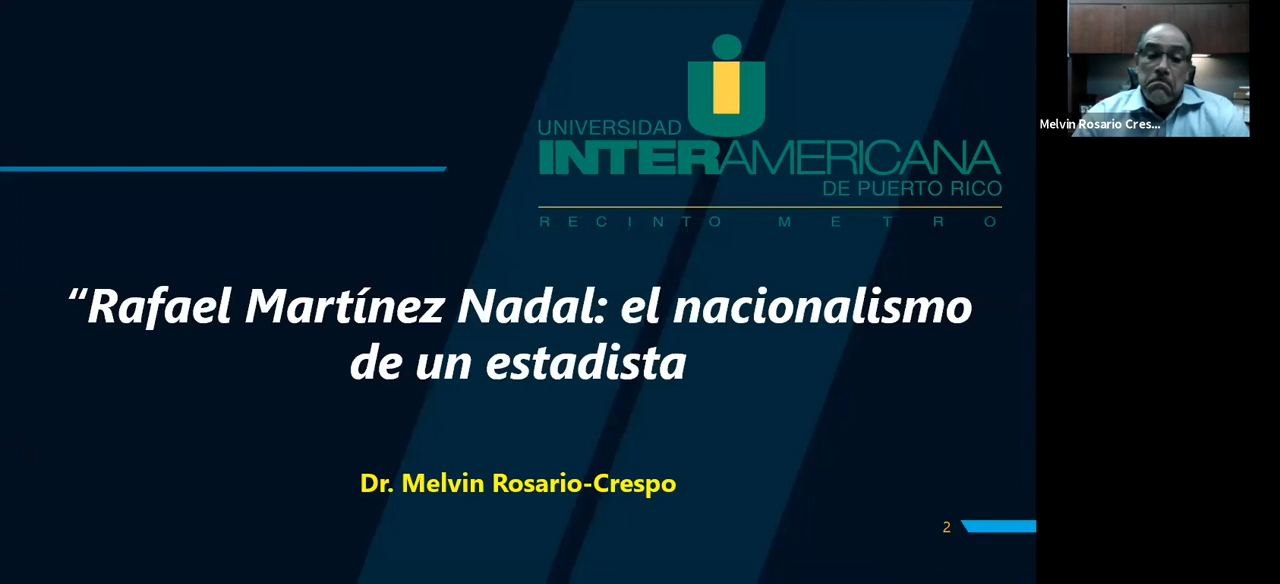 UNIVERSIDAD
INTERAMERICANA
DE PUERTO RICO
RECINTO METRO
“Rafael Martínez Nadal: el nacionalismo
de un estadista
Dr. Melvin Rosario-Crespo
2
Melvin Rosario Cres...